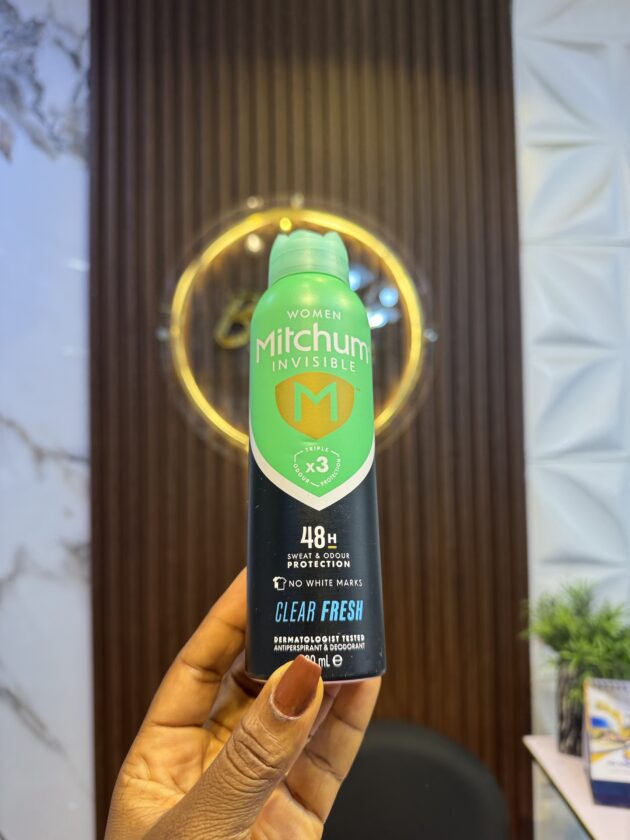 WOMEN
Mitchum
INVISIBLE
M
TRIPLE
x3
ODOUR PROTECTION
48H
SWEAT & ODOUR
PROTECTION
NO WHITE MARKS
CLEAR FRESH
DERMATOLOGIST TESTED
ANTIPERSPIRANT & DEODORANT
mL e